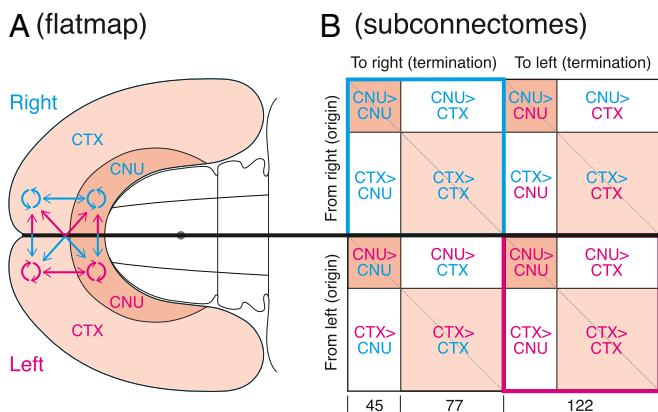 A (flatmap)
B (subconnectomes)
To right (termination) To left (termination)
Right
CTX
CNU
CNU
CTX
Left
From right (origin)
From left (origin)
CNU> CNU> CNU> CNU>
CNU CTX CNU CTX
CTX> CTX> CTX> CTX>
CNU CTX CNU CTX
CNU> CNU> CNU> CNU>
CNU CTX CNU CTX
CTX> CTX> CTX> CTX>
CNU CTX CNU CTX
45 77 122